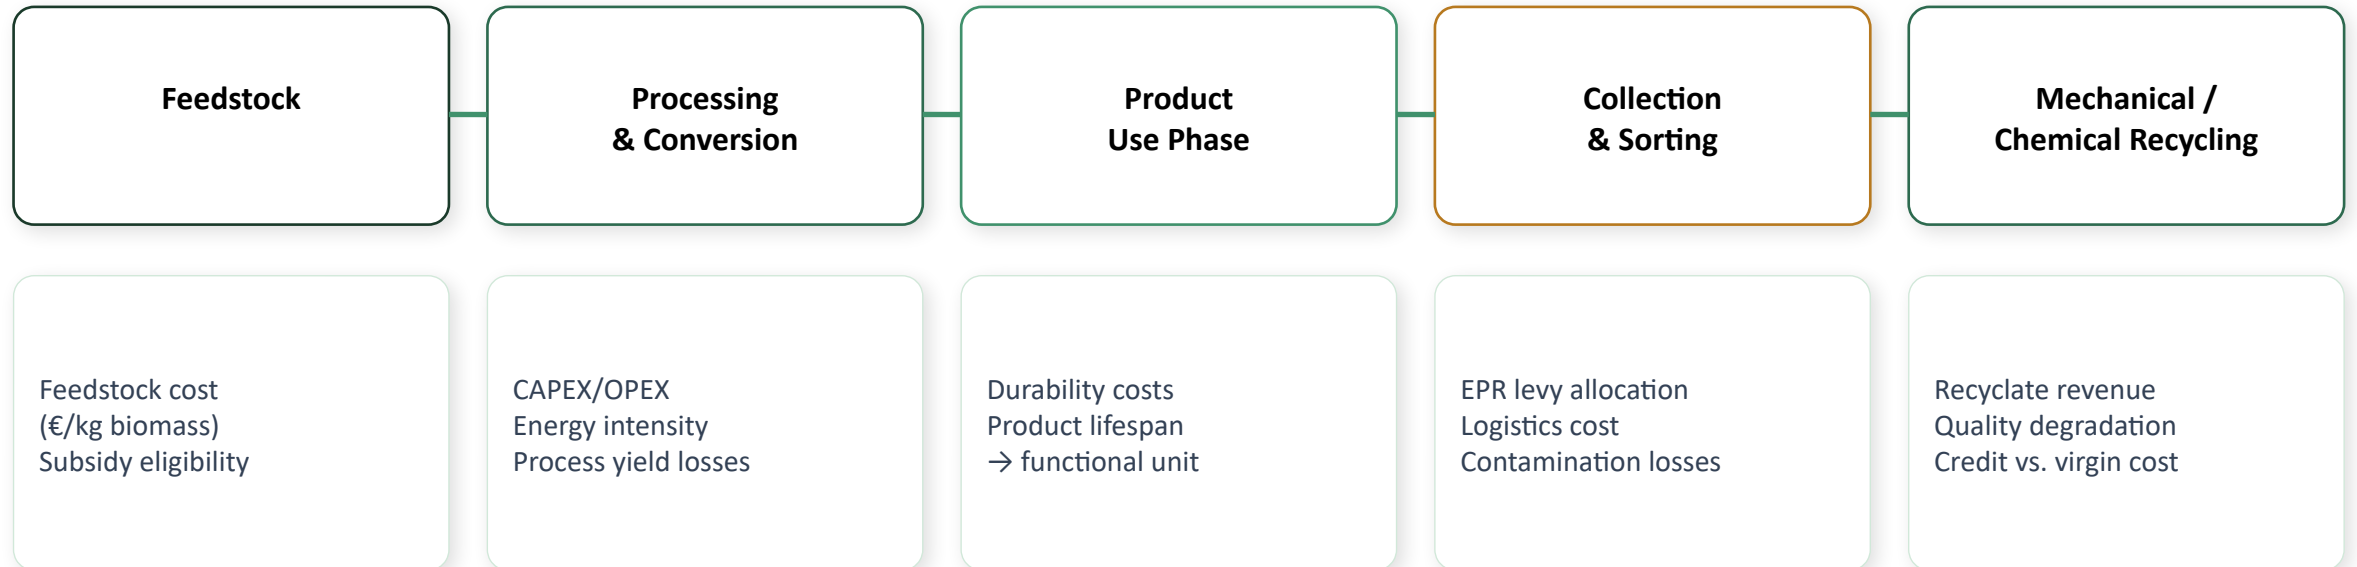 Feedstock
Processing
& Conversion
Product
Use Phase
Collection
& Sorting
Mechanical /
Chemical Recycling
Feedstock cost
(€/kg biomass)
Subsidy eligibility
CAPEX/OPEX
Energy intensity
Process yield losses
Durability costs
Product lifespan
→ functional unit
EPR levy allocation
Logistics cost
Contamination losses
Recyclate revenue
Quality degradation
Credit vs. virgin cost